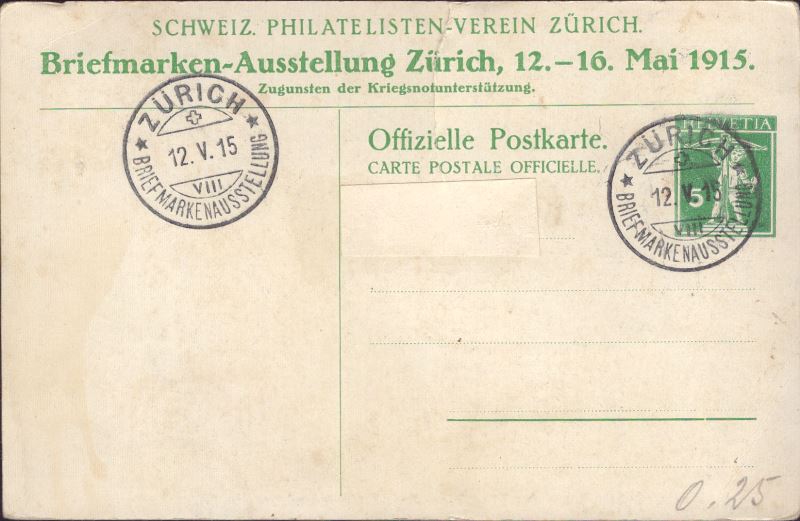 SCHWEIZ. PHILATELISTEN-VEREIN ZÜRICH.
Briefmarken-Ausstellung Zürich, 12.–16. Mai 1915.
Zugunsten der Kriegsnotunterstützung.
ZÜRICH
12. V. 15
VIII
BRIEFMARKENAUSSTELLUNG
Offizielle Postkarte.
CARTE POSTALE OFFICIELLE.
HELVETIA
5
ZÜRICH
12. V. 15
VIII
BRIEFMARKENAUSSTELLUNG
0.25